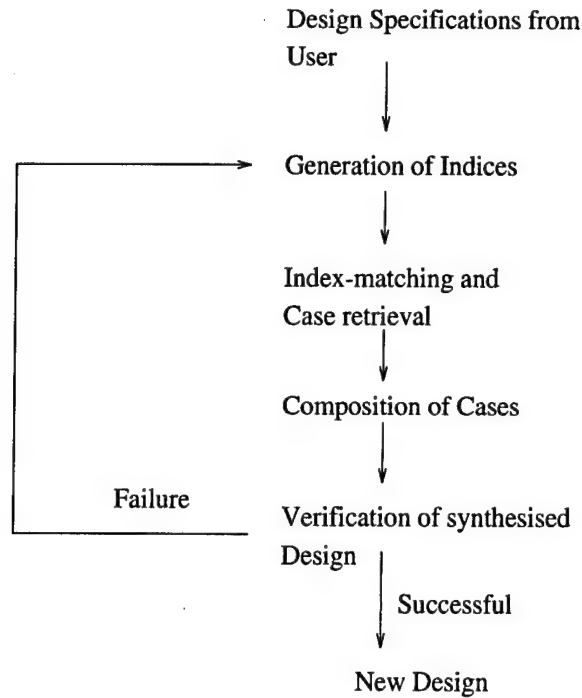 Design Specifications from
User
Generation of Indices
Index-matching and
Case retrieval
Composition of Cases
Failure
Verification of synthesised
Design
Successful
New Design